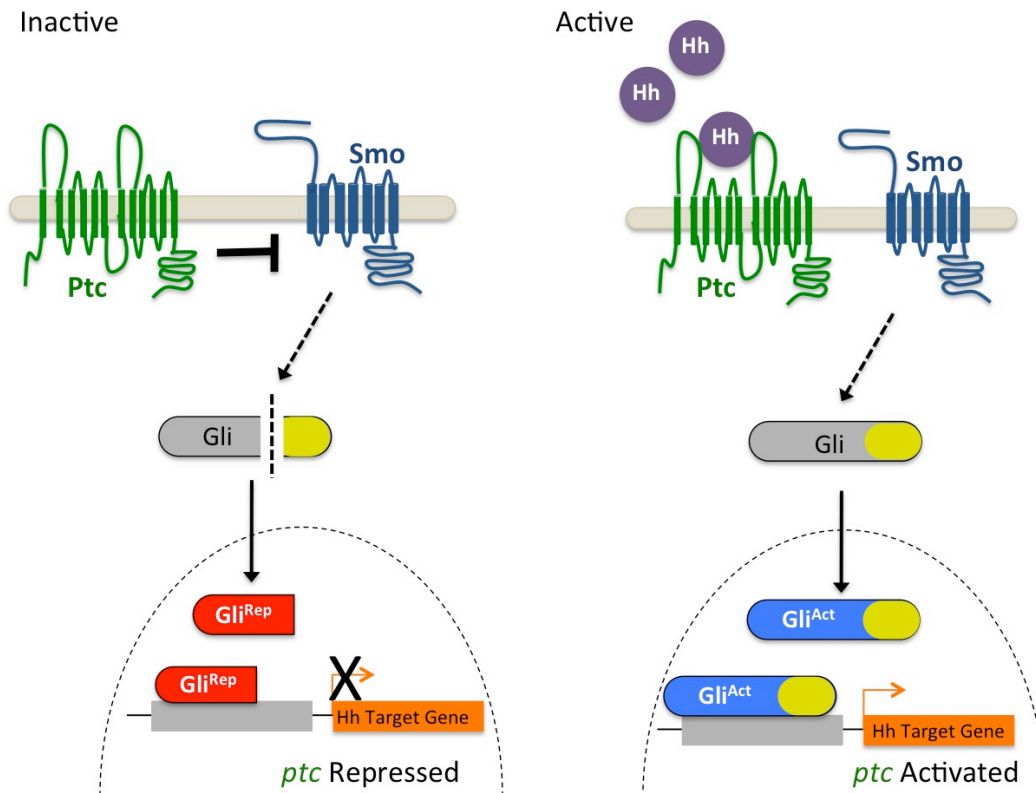 Inactive
Smo
Ptc
Gli
GliRep
GliRep
Hh Target Gene
ptc Repressed
Active
Hh
Hh
Hh
Smo
Ptc
Gli
GliAct
GliAct
Hh Target Gene
ptc Activated